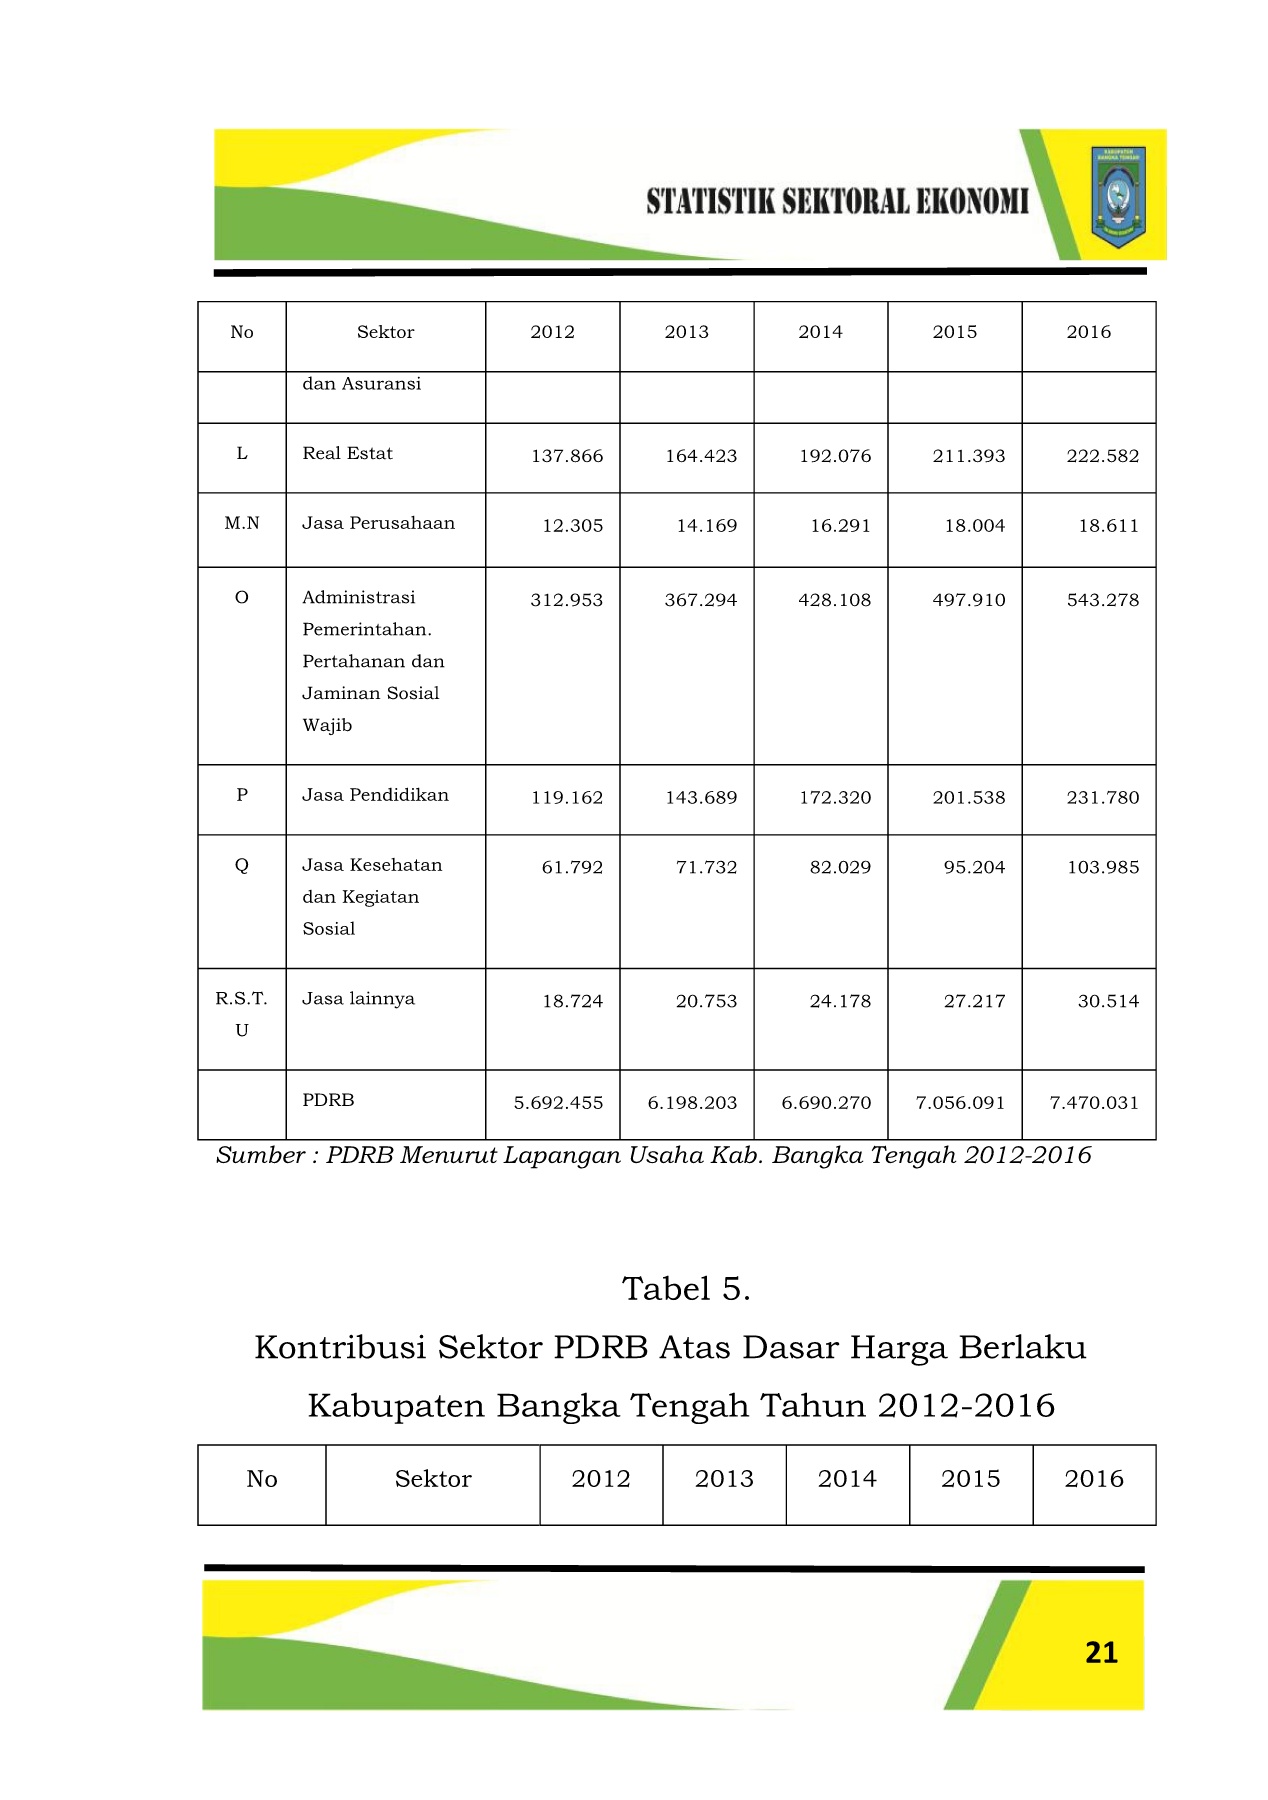 KABUPATEN
BANGKA TENGAH
STATISTIK SEKTORAL EKONOMI
No Sektor 2012 2013 2014 2015 2016
dan Asuransi
L Real Estat 137.866 164.423 192.076 211.393 222.582
M.N Jasa Perusahaan 12.305 14.169 16.291 18.004 18.611
O Administrasi 312.953 367.294 428.108 497.910 543.278
Pemerintahan.
Pertahanan dan
Jaminan Sosial
Wajib
P Jasa Pendidikan 119.162 143.689 172.320 201.538 231.780
Q Jasa Kesehatan 61.792 71.732 82.029 95.204 103.985
dan Kegiatan
Sosial
R.S.T. Jasa lainnya 18.724 20.753 24.178 27.217 30.514
U
PDRB 5.692.455 6.198.203 6.690.270 7.056.091 7.470.031
Sumber : PDRB Menurut Lapangan Usaha Kab. Bangka Tengah 2012-2016
Tabel 5.
Kontribusi Sektor PDRB Atas Dasar Harga Berlaku
Kabupaten Bangka Tengah Tahun 2012-2016
No Sektor 2012 2013 2014 2015 2016
21